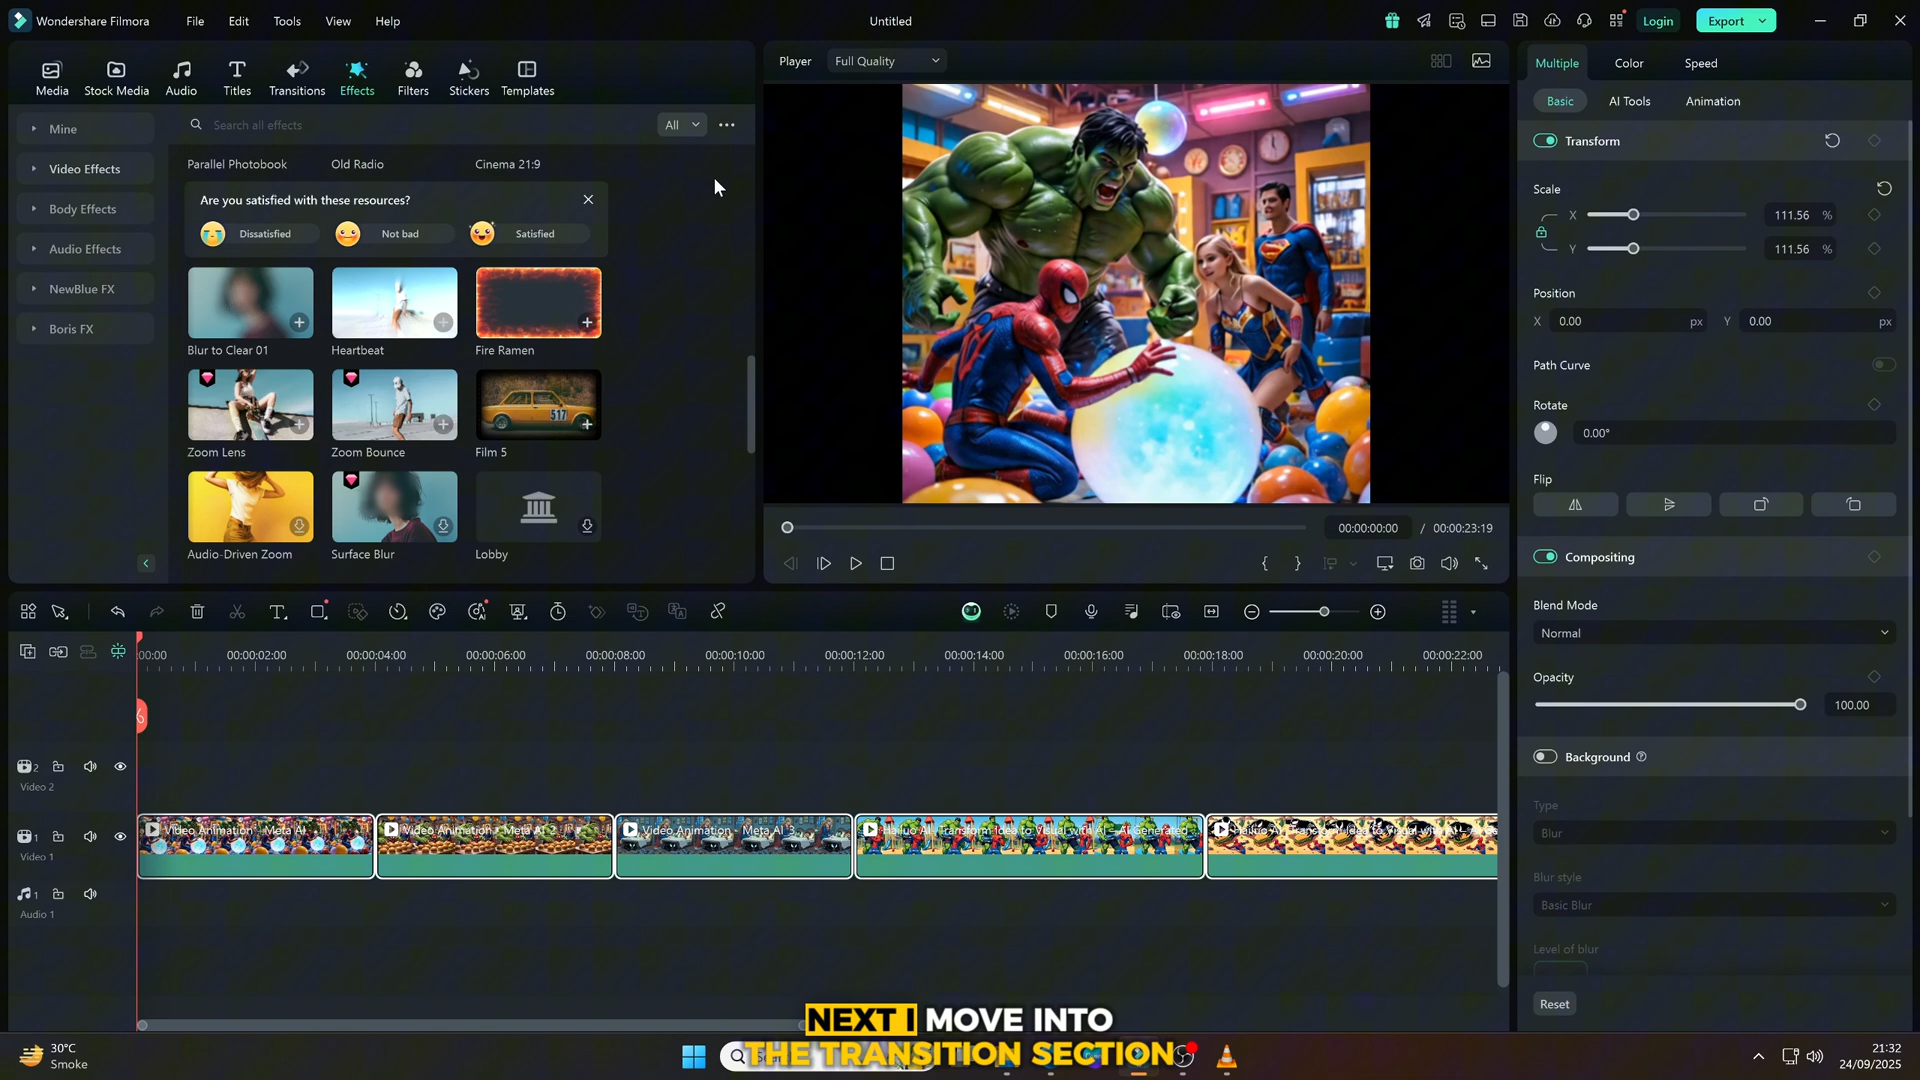 Wondershare Filmora
File
Edit
Tools
View
Help
Untitled
Login
Export
Media
Stock Media
Audio
Titles
Transitions
Effects
Filters
Stickers
Templates
Player
Full Quality
Multiple
Color
Speed
Basic
AI Tools
Animation
Mine
Video Effects
Body Effects
Audio Effects
NewBlue FX
Boris FX
Search all effects
All
Parallel Photobook
Old Radio
Cinema 21:9
Are you satisfied with these resources?
Dissatisfied
Not bad
Satisfied
Blur to Clear 01
Heartbeat
Fire Ramen
517
Zoom Lens
Zoom Bounce
Film 5
Audio-Driven Zoom
Surface Blur
Lobby
00:00:00:00
/
00:00:23:19
Transform
Scale
X
111.56
%
Y
111.56
%
Position
X
0.00
px
Y
0.00
px
Path Curve
Rotate
0.00°
Flip
Compositing
Blend Mode
Normal
Opacity
100.00
Background
Type
Blur
Blur style
Basic Blur
Level of blur
Reset
:00:00
00:00:02:00
00:00:04:00
00:00:06:00
00:00:08:00
00:00:10:00
00:00:12:00
00:00:14:00
00:00:16:00
00:00:18:00
00:00:20:00
00:00:22:00
2
Video 2
1
Video 1
1
Audio 1
Video Animation - Meta AI
Video Animation - Meta AI 2
Video Animation - Meta AI 3
Hailuo AI_ Transform Idea to Visual with AI - AI Generated
Hailuo AI_ Transform Idea to Visual with AI
NEXT I MOVE INTO
THE TRANSITION SECTION
30°C
Smoke
21:32
24/09/2025